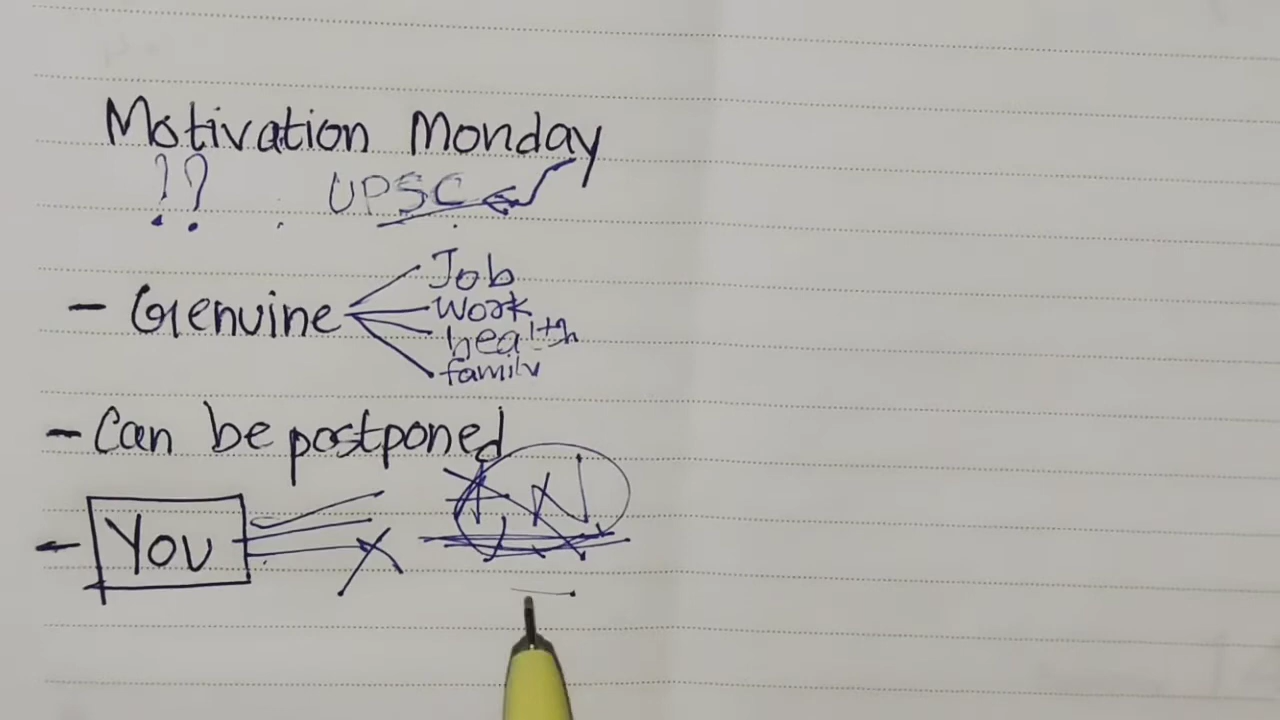 Motivation Monday
?? UPSC
- Genuine
Job
Work
health
family
- Can be postponed
- You